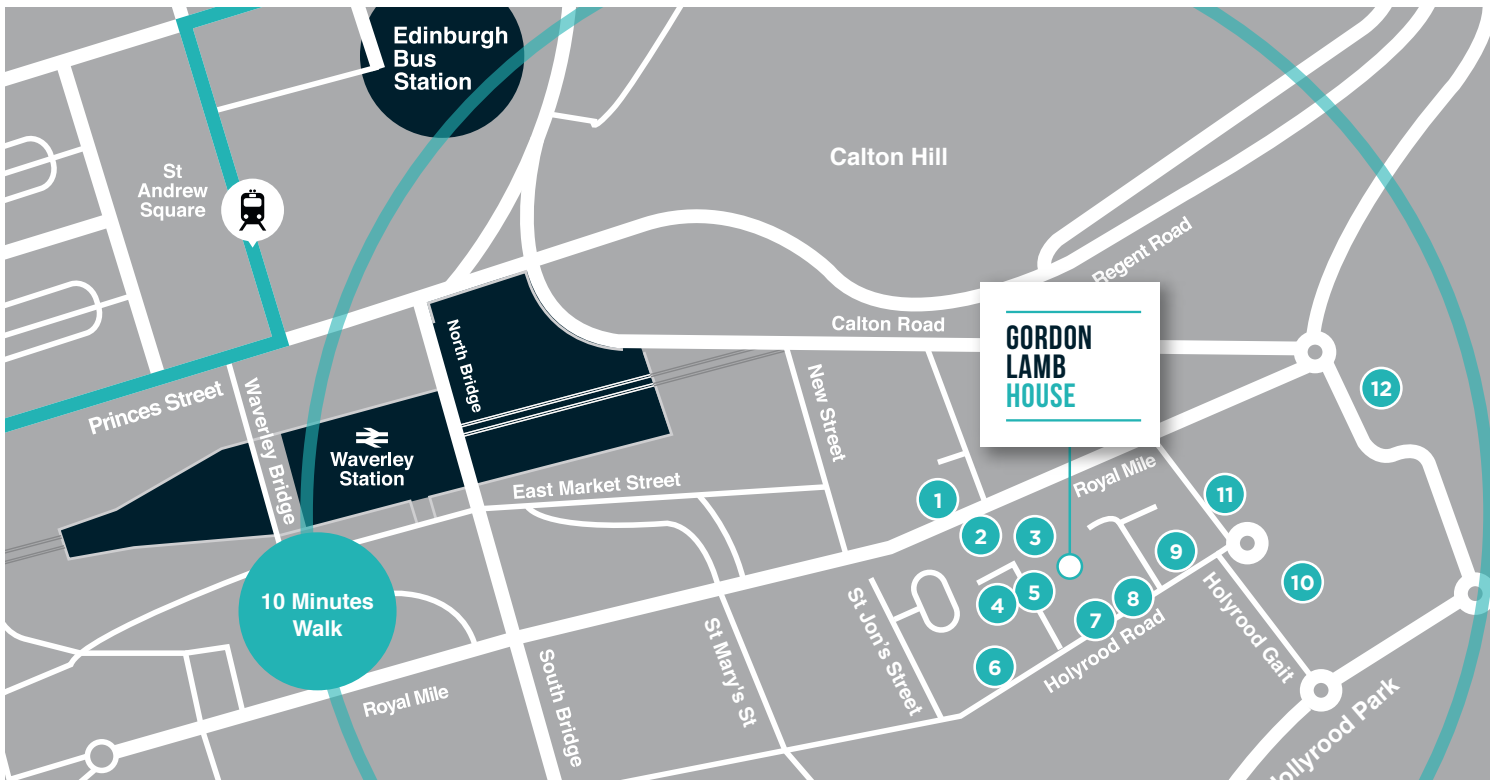 Edinburgh
Bus
Station
St
Andrew
Square
Calton Hill
Regent Road
Calton Road
GORDON
LAMB
HOUSE
North Bridge
Princes Street
Waverley Bridge
Waverley
Station
East Market Street
New Street
Royal Mile
10 Minutes
Walk
Royal Mile
South Bridge
St Mary's St
St Jon's Street
Holyrood Road
Holyrood Gait
Hollyrood Park
1
2
3
4
5
6
7
8
9
10
11
12